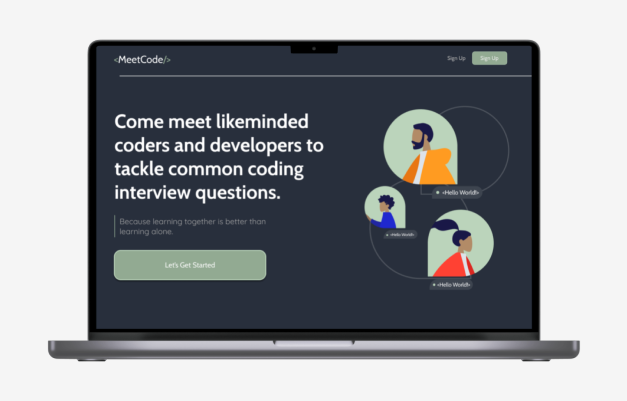 <MeetCode/>
Sign Up
Sign Up
Come meet likeminded
coders and developers to
tackle common coding
interview questions.
Because learning together is better than
learning alone.
Let's Get Started
<Hello World!>
<Hello World!>
<Hello World!>